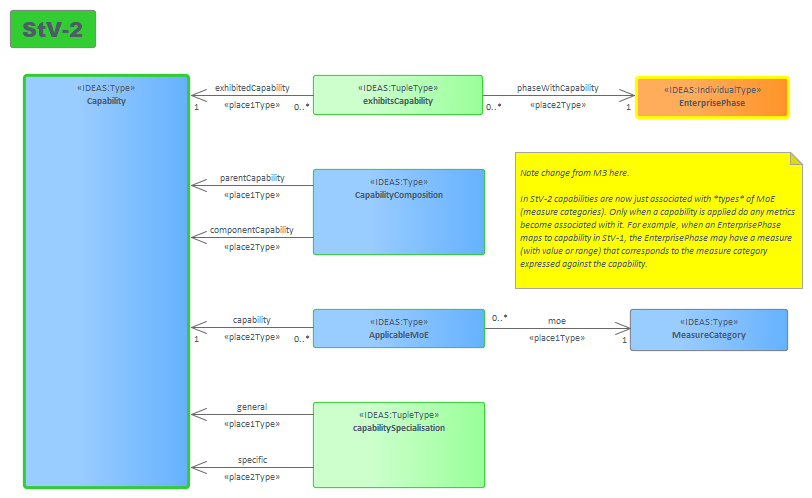 StV-2
«IDEAS:Type»
Capability
exhibitedCapability
«place1Type»
1
0..*
«IDEAS:TupleType»
exhibitsCapability
phaseWithCapability
«place2Type»
0..*
1
«IDEAS:IndividualType»
EnterprisePhase
parentCapability
«place1Type»
componentCapability
«place2Type»
«IDEAS:Type»
CapabilityComposition
Note change from M3 here.
In StV-2 capabilities are now just associated with *types* of MoE
(measure categories). Only when a capability is applied do any metrics
become associated with it. For example, when an EnterprisePhase
maps to capability in StV-1, the EnterprisePhase may have a measure
(with value or range) that corresponds to the measure category
expressed against the capability.
capability
«place2Type»
1
0..*
«IDEAS:Type»
ApplicableMoE
0..*
moe
«place1Type»
1
«IDEAS:Type»
MeasureCategory
general
«place1Type»
specific
«place2Type»
«IDEAS:TupleType»
capabilitySpecialisation